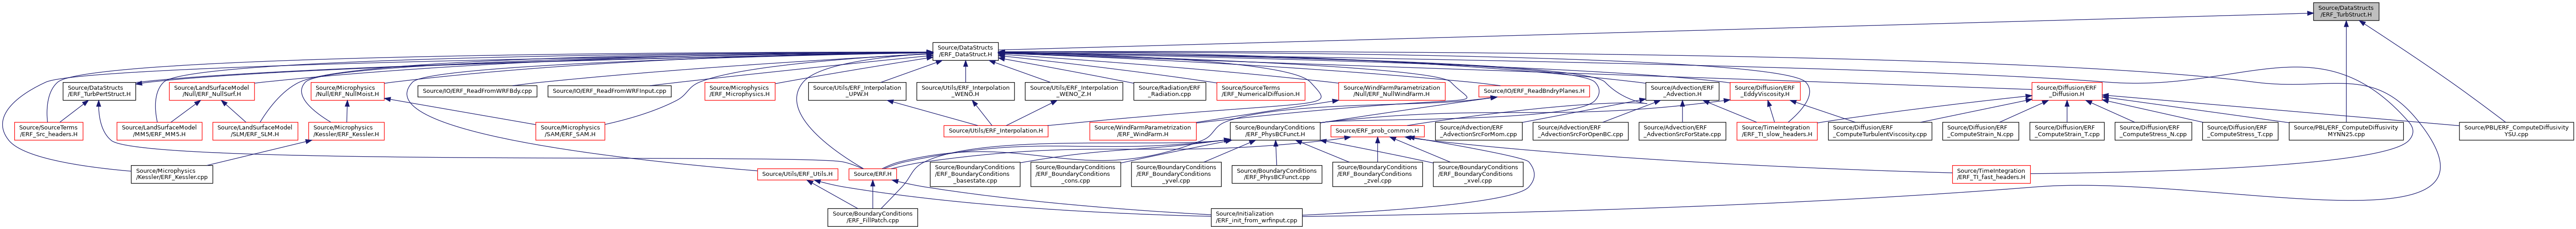 Source/DataStructs
/ERF_TurbStruct.H
Source/DataStructs
/ERF_DataStruct.H
Source/DataStructs
/ERF_TurbPertStruct.H
Source/LandSurfaceModel
/Null/ERF_NullSurf.H
Source/Microphysics
/Null/ERF_NullMoist.H
Source/IO/ERF_ReadFromWRFBdy.cpp
Source/IO/ERF_ReadFromWRFInput.cpp
Source/Microphysics
/ERF_Microphysics.H
Source/Utils/ERF_Interpolation
_UPW.H
Source/Utils/ERF_Interpolation
_WENO.H
Source/Utils/ERF_Interpolation
_WENO_Z.H
Source/Radiation/ERF
_Radiation.cpp
Source/SourceTerms
/ERF_NumericalDiffusion.H
Source/WindFarmParametrization
/Null/ERF_NullWindFarm.H
Source/IO/ERF_ReadBndryPlanes.H
Source/Advection/ERF
_Advection.H
Source/Diffusion/ERF
_EddyViscosity.H
Source/Diffusion/ERF
_Diffusion.H
Source/SourceTerms
/ERF_Src_headers.H
Source/LandSurfaceModel
/MM5/ERF_MM5.H
Source/LandSurfaceModel
/SLM/ERF_SLM.H
Source/Microphysics
/Kessler/ERF_Kessler.H
Source/Microphysics
/SAM/ERF_SAM.H
Source/Utils/ERF_Interpolation.H
Source/WindFarmParametrization
/ERF_WindFarm.H
Source/BoundaryConditions
/ERF_PhysBCFunct.H
Source/ERF_prob_common.H
Source/Advection/ERF
_AdvectionSrcForMom.cpp
Source/Advection/ERF
_AdvectionSrcForOpenBC.cpp
Source/Advection/ERF
_AdvectionSrcForState.cpp
Source/TimeIntegration
/ERF_TI_slow_headers.H
Source/Diffusion/ERF
_ComputeTurbulentViscosity.cpp
Source/Diffusion/ERF
_ComputeStrain_N.cpp
Source/Diffusion/ERF
_ComputeStrain_T.cpp
Source/Diffusion/ERF
_ComputeStress_N.cpp
Source/Diffusion/ERF
_ComputeStress_T.cpp
Source/PBL/ERF_ComputeDiffusivity
MYNN25.cpp
Source/PBL/ERF_ComputeDiffusivity
YSU.cpp
Source/Microphysics
/Kessler/ERF_Kessler.cpp
Source/Utils/ERF_Utils.H
Source/ERF.H
Source/BoundaryConditions
/ERF_BoundaryConditions
_basestate.cpp
Source/BoundaryConditions
/ERF_BoundaryConditions
_cons.cpp
Source/BoundaryConditions
/ERF_BoundaryConditions
_yvel.cpp
Source/BoundaryConditions
/ERF_PhysBCFunct.cpp
Source/BoundaryConditions
/ERF_BoundaryConditions
_zvel.cpp
Source/BoundaryConditions
/ERF_BoundaryConditions
_xvel.cpp
Source/TimeIntegration
/ERF_TI_fast_headers.H
Source/BoundaryConditions
/ERF_FillPatch.cpp
Source/Initialization
/ERF_init_from_wrfinput.cpp